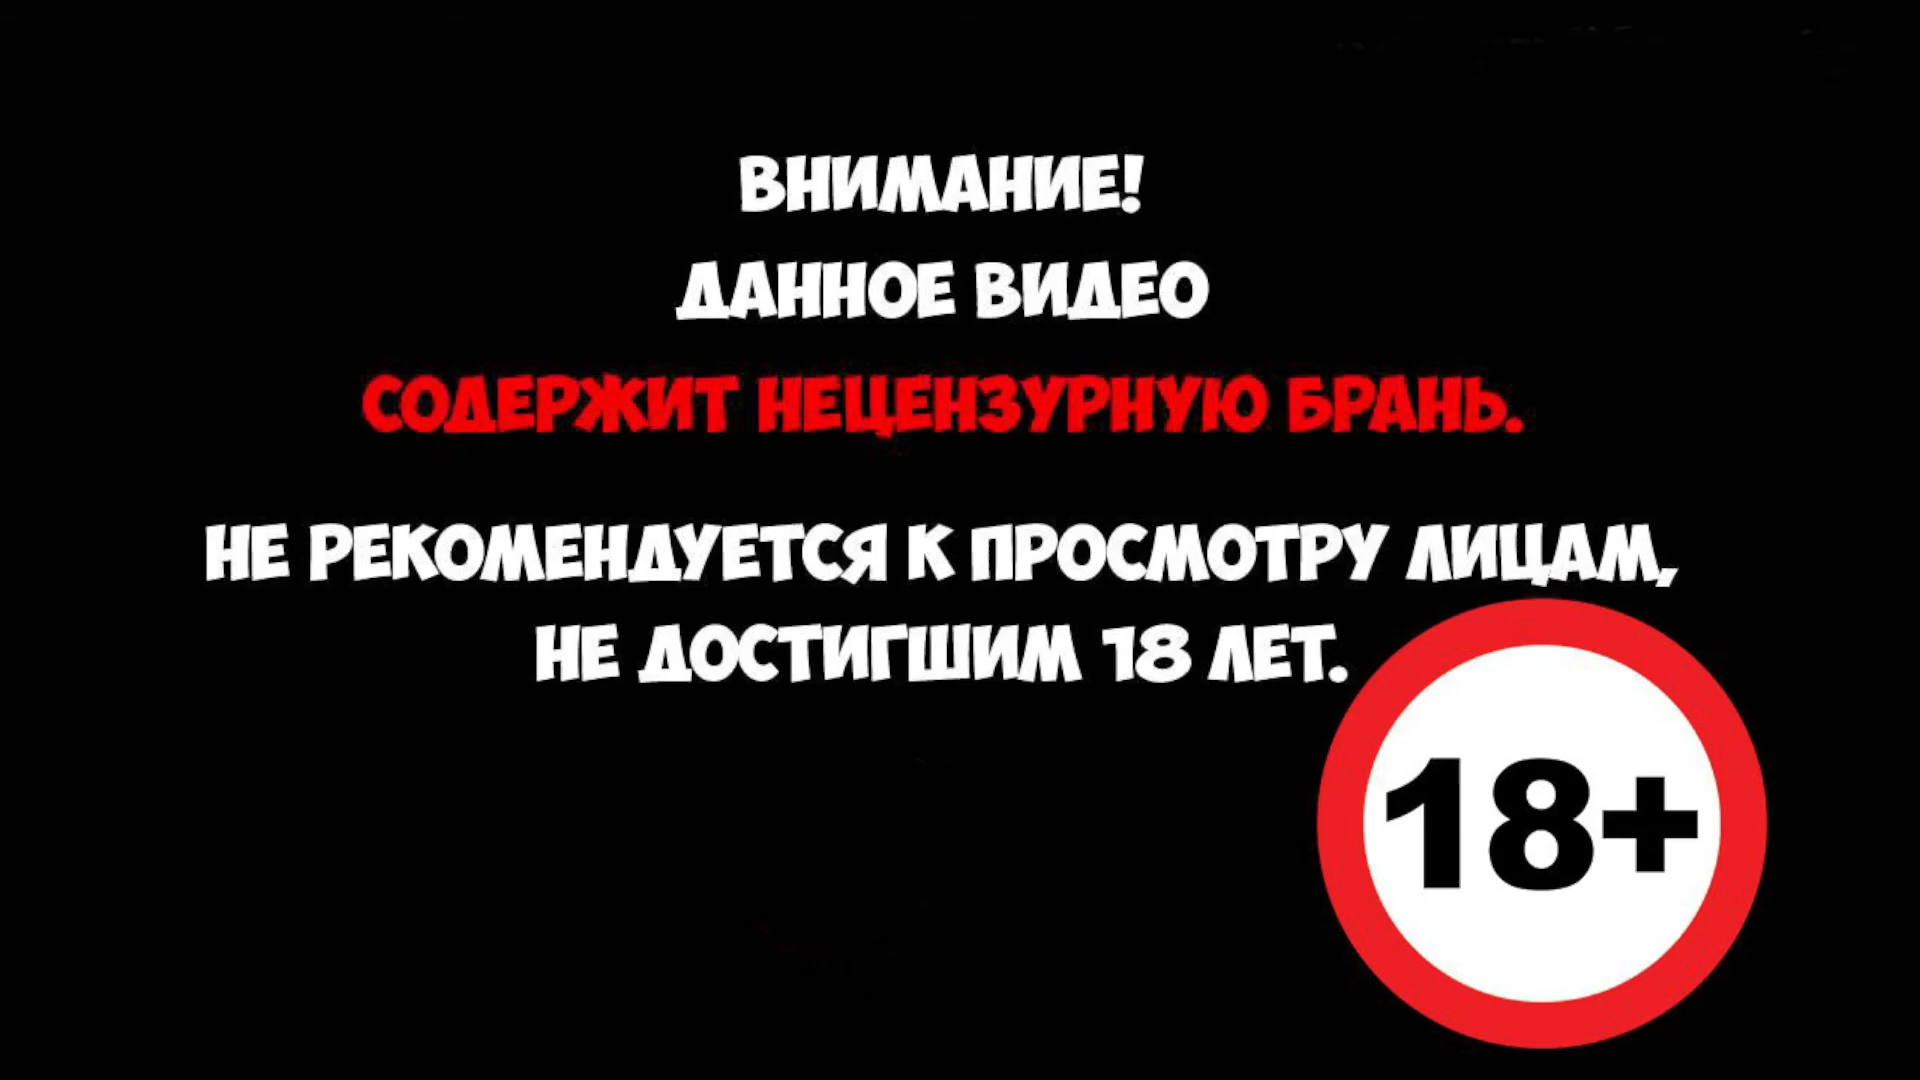 ВНИМАНИЕ!
ДАННОЕ ВИДЕО
СОДЕРЖИТ НЕЦЕНЗУРНУЮ БРАНЬ.
НЕ РЕКОМЕНДУЕТСЯ К ПРОСМОТРУ ЛИЦАМ,
НЕ ДОСТИГШИМ 18 ЛЕТ.
18+